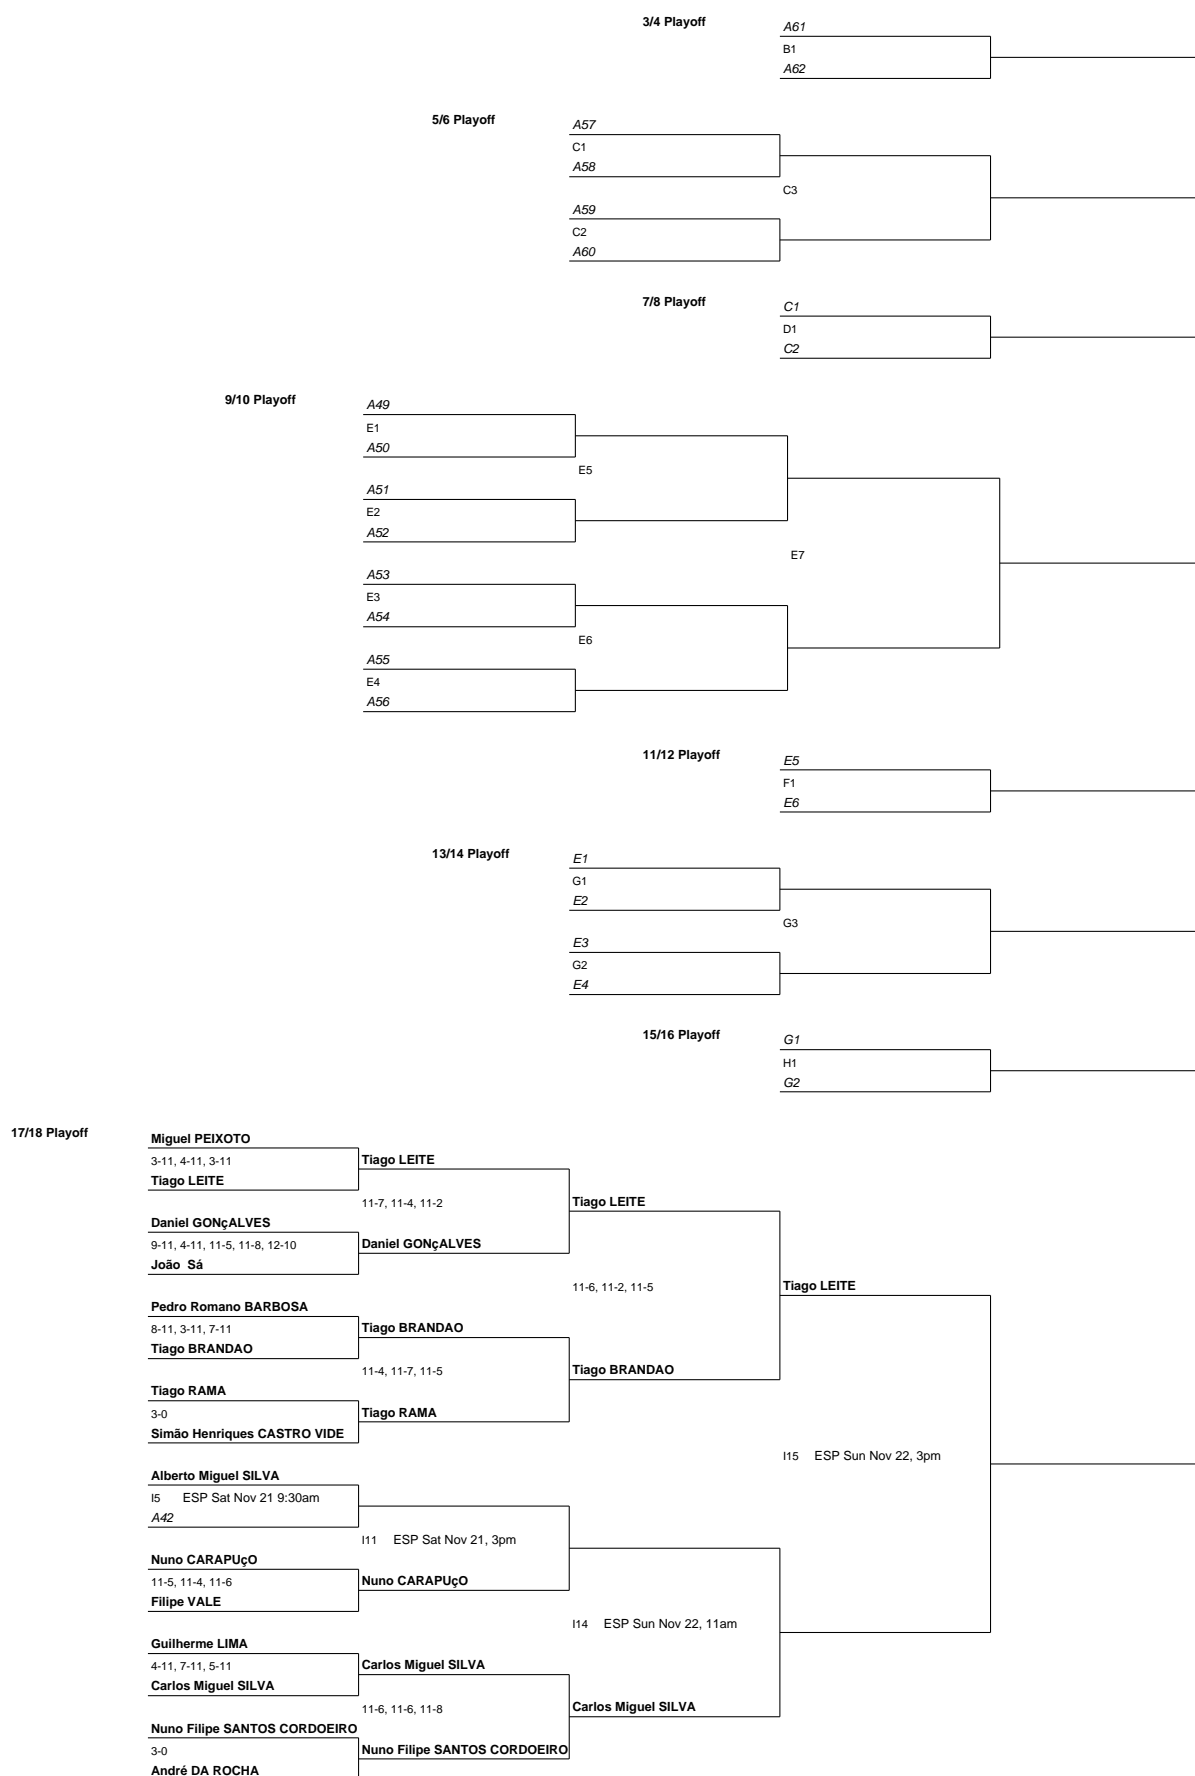 3/4 Playoff
A61
B1
A62
5/6 Playoff
A57
C1
A58
C3
A59
C2
A60
7/8 Playoff
C1
D1
C2
9/10 Playoff
A49
E1
A50
E5
A51
E2
A52
E7
A53
E3
A54
E6
A55
E4
A56
11/12 Playoff
E5
F1
E6
13/14 Playoff
E1
G1
E2
G3
E3
G2
E4
15/16 Playoff
G1
H1
G2
17/18 Playoff
Miguel PEIXOTO
3-11, 4-11, 3-11
Tiago LEITE
Tiago LEITE
11-7, 11-4, 11-2
Tiago LEITE
Daniel GONçALVES
9-11, 4-11, 11-5, 11-8, 12-10
Daniel GONçALVES
João Sá
11-6, 11-2, 11-5
Tiago LEITE
Pedro Romano BARBOSA
8-11, 3-11, 7-11
Tiago BRANDAO
Tiago BRANDAO
11-4, 11-7, 11-5
Tiago BRANDAO
Tiago RAMA
3-0
Tiago RAMA
Simão Henriques CASTRO VIDE
I15 ESP Sun Nov 22, 3pm
Alberto Miguel SILVA
I5 ESP Sat Nov 21 9:30am
A42
I11 ESP Sat Nov 21, 3pm
Nuno CARAPUçO
11-5, 11-4, 11-6
Nuno CARAPUçO
Filipe VALE
I14 ESP Sun Nov 22, 11am
Guilherme LIMA
4-11, 7-11, 5-11
Carlos Miguel SILVA
Carlos Miguel SILVA
11-6, 11-6, 11-8
Carlos Miguel SILVA
Nuno Filipe SANTOS CORDOEIRO
3-0
Nuno Filipe SANTOS CORDOEIRO
André DA ROCHA